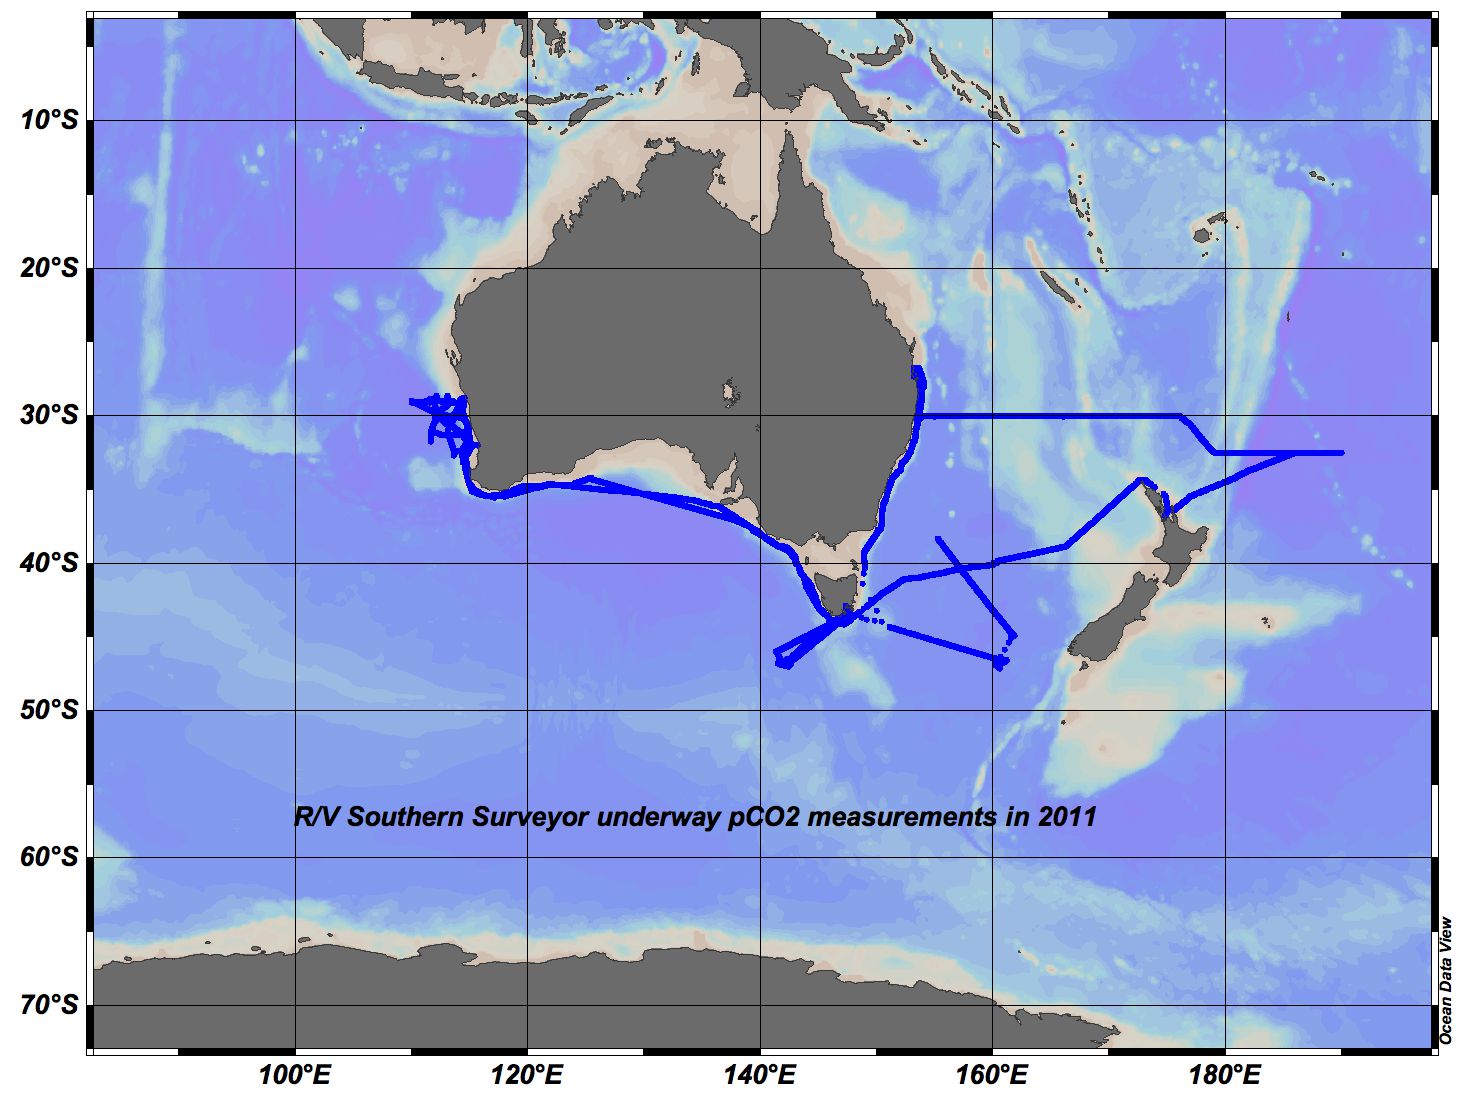 10°S
20°S
30°S
40°S
50°S
R/V Southern Surveyor underway pCO2 measurements in 2011
60°S
70°S
Ocean Data View
100°E 120°E 140°E 160°E 180°E